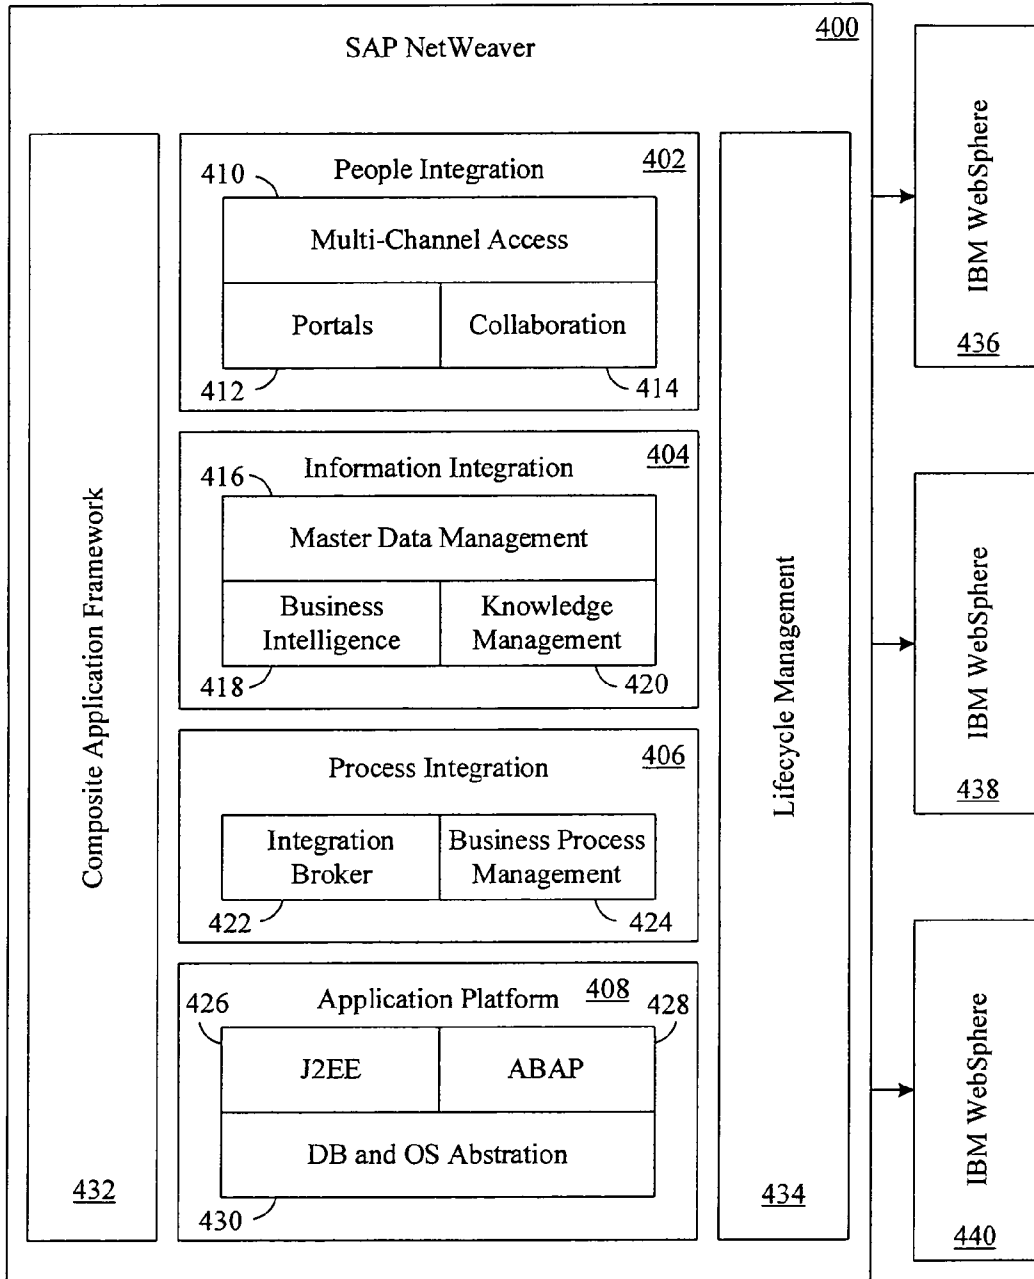 400
SAP NetWeaver
Composite Application Framework
432
People Integration
402
410
Multi-Channel Access
Portals
Collaboration
412
414
Information Integration
404
416
Master Data Management
Business
Intelligence
Knowledge
Management
418
420
Process Integration
406
Integration
Broker
Business Process
Management
422
424
Application Platform
408
426
428
J2EE
ABAP
DB and OS Abstration
430
Lifecycle Management
434
IBM WebSphere
436
IBM WebSphere
438
IBM WebSphere
440